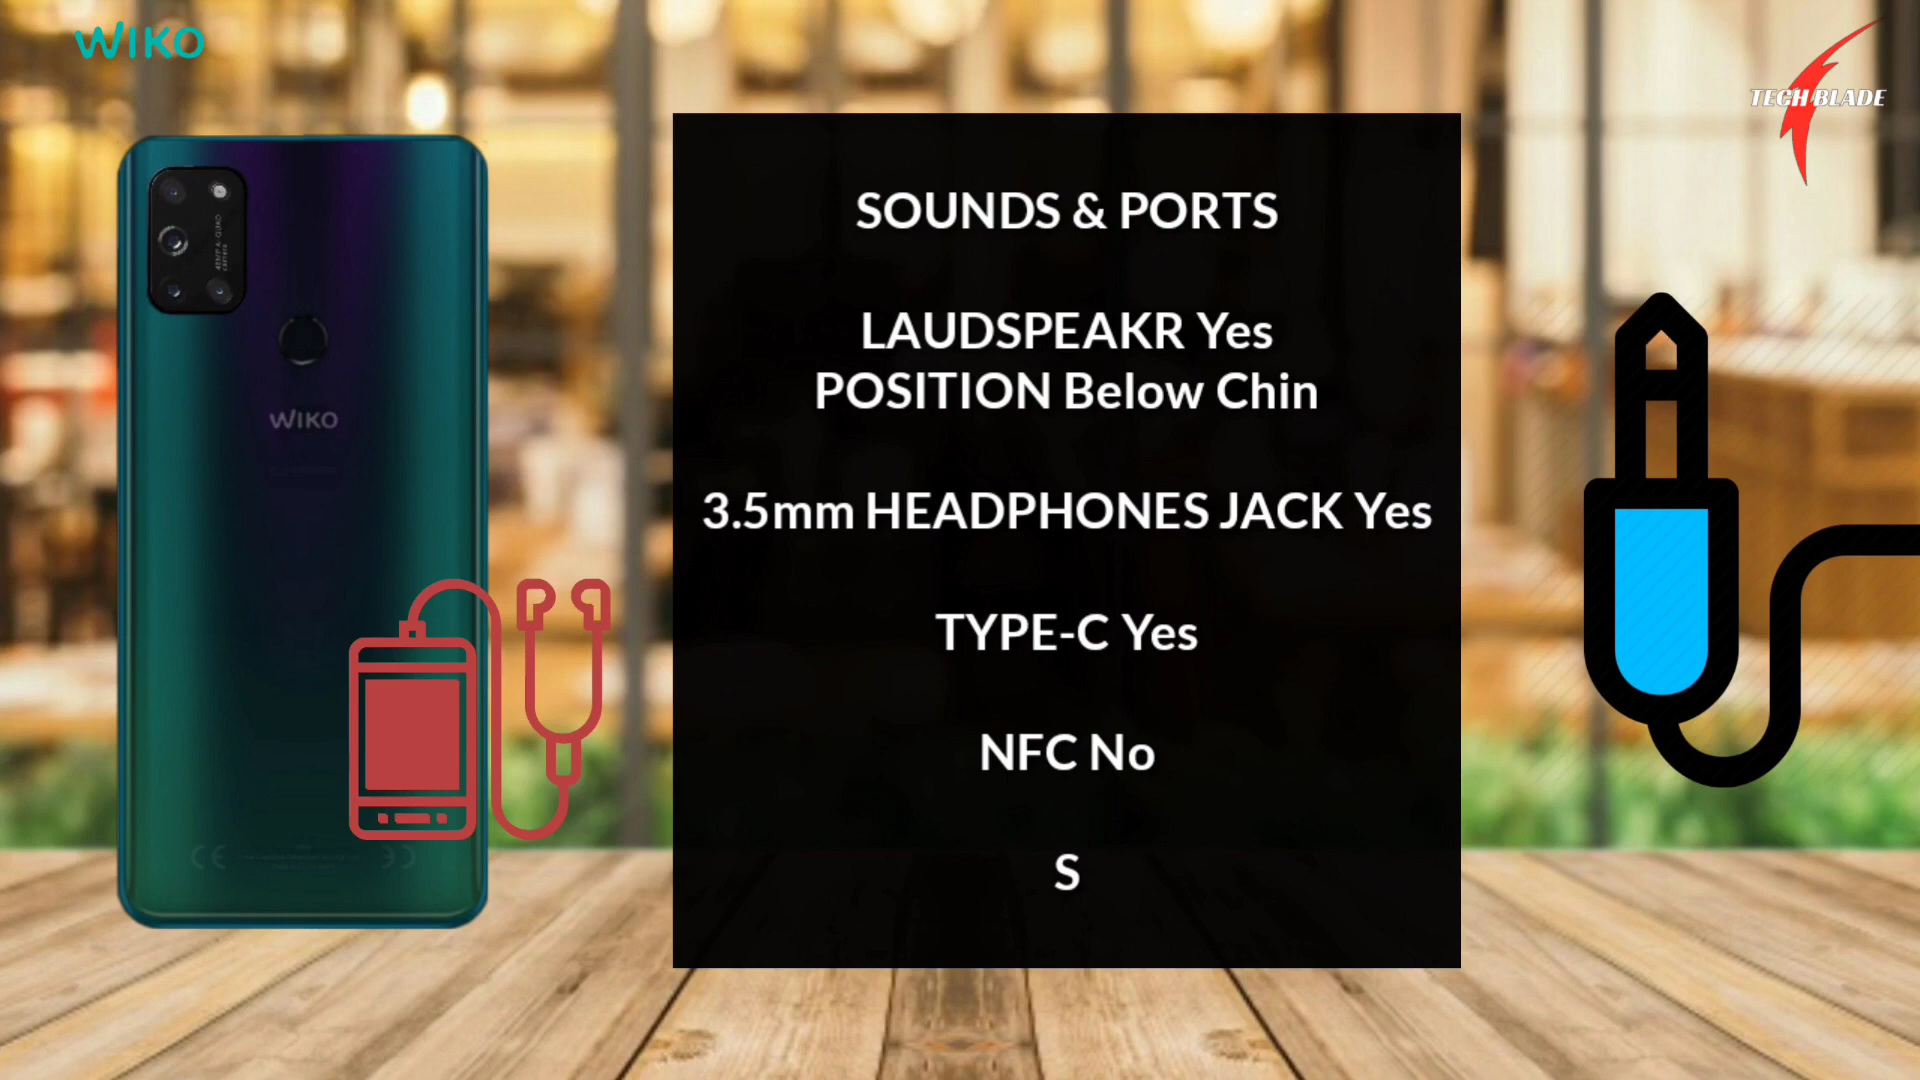 WIKO
TECH BLADE
SOUNDS & PORTS
LAUDSPEAKR Yes
POSITION Below Chin
3.5mm HEADPHONES JACK Yes
TYPE-C Yes
NFC No
S
WIKO
CE